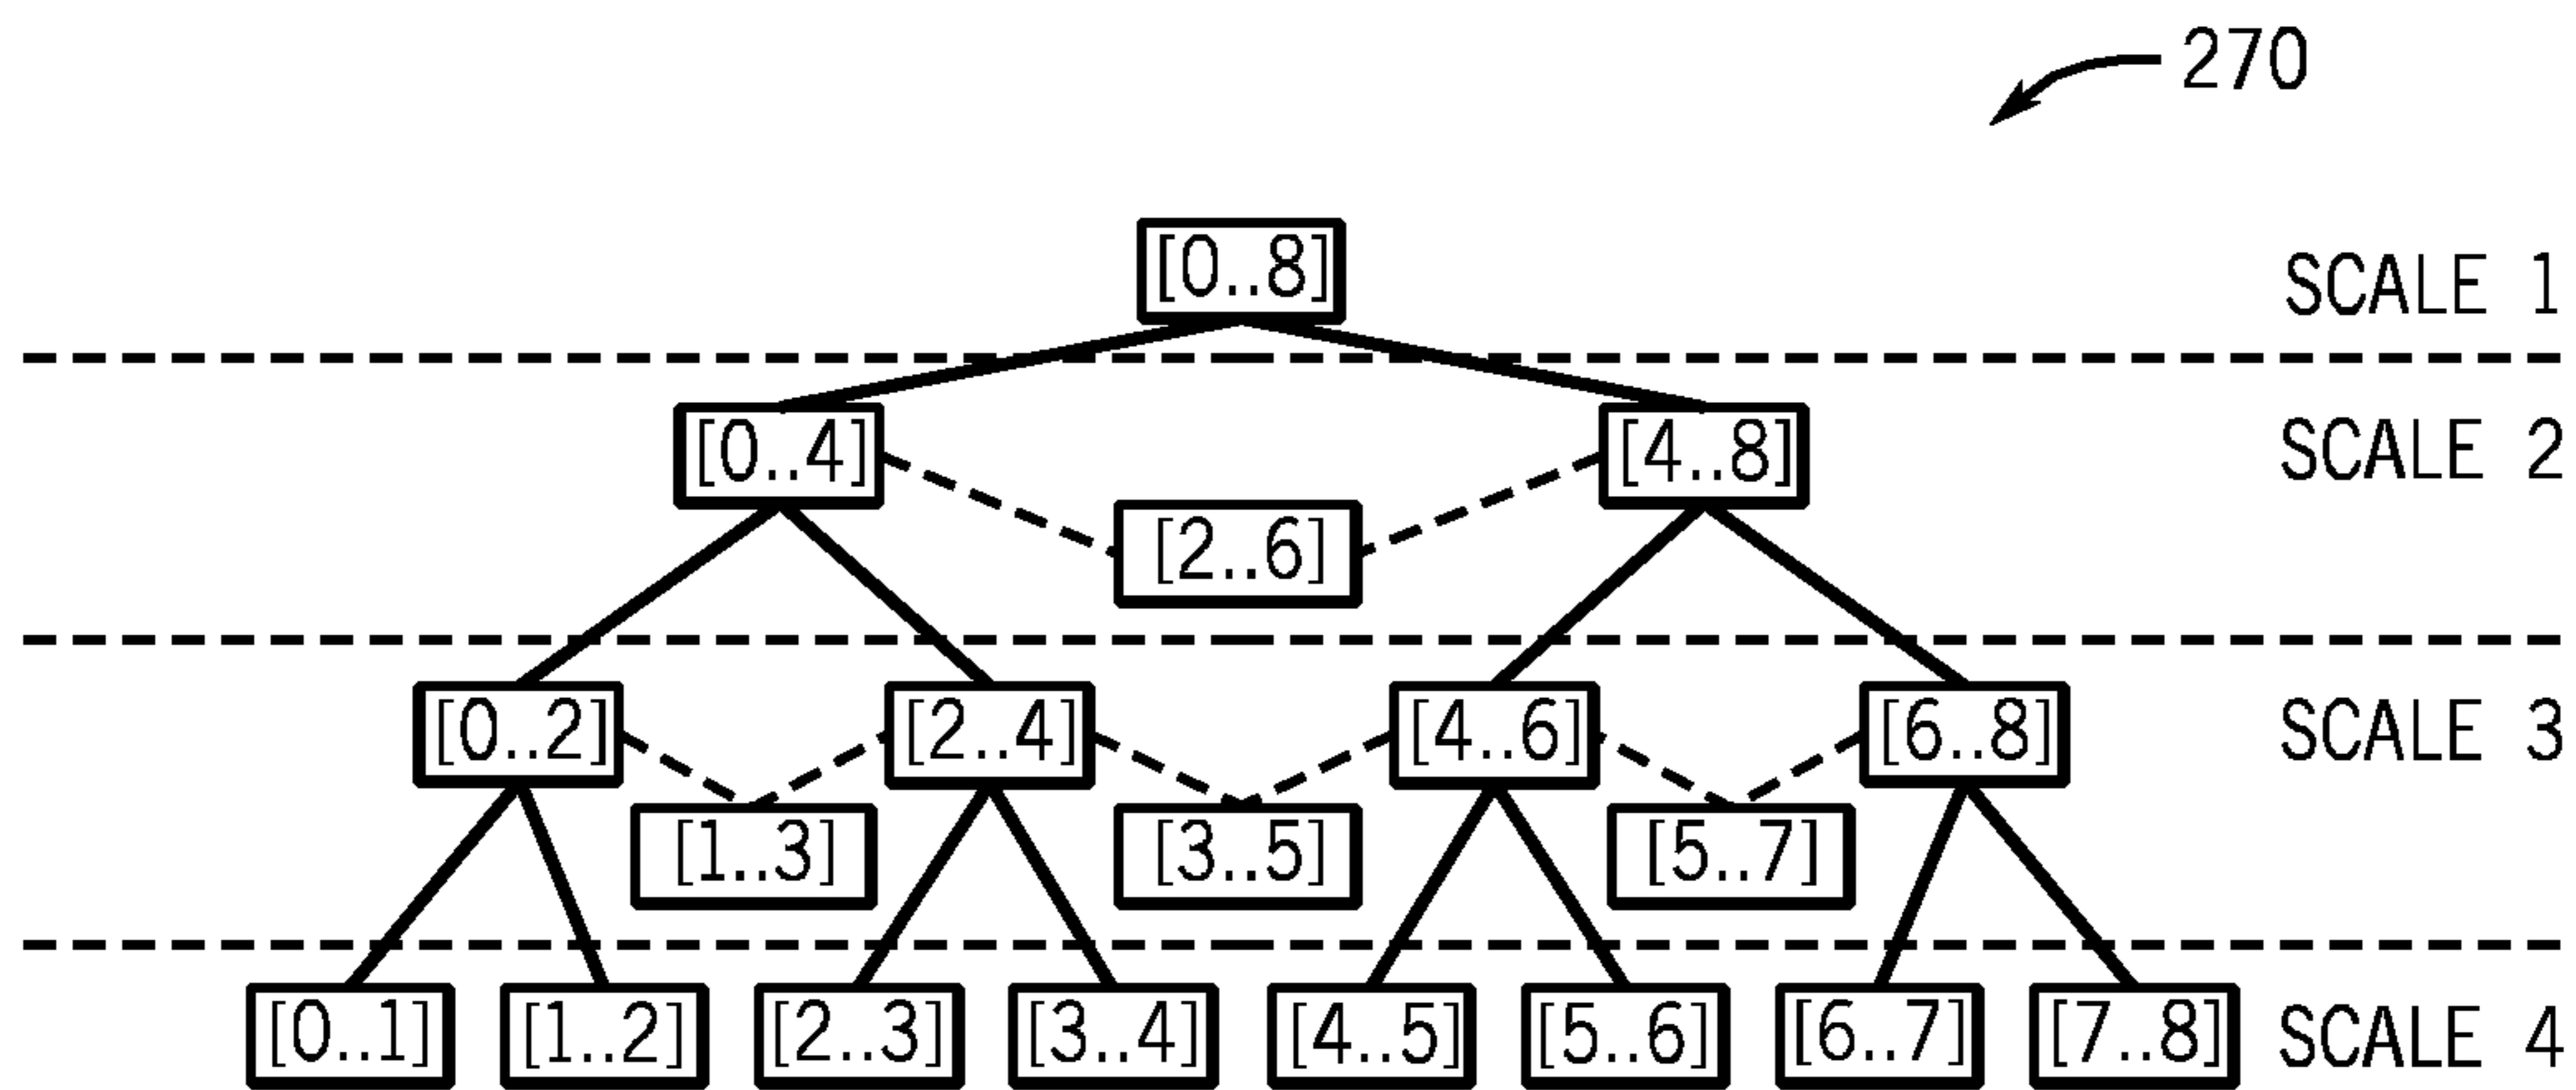 270
[0..8] SCALE 1
[0..4] [4..8] SCALE 2
[2..6]
[0..2] [2..4] [4..6] [6..8] SCALE 3
[1..3] [3..5] [5..7]
[0..1] [1..2] [2..3] [3..4] [4..5] [5..6] [6..7] [7..8] SCALE 4